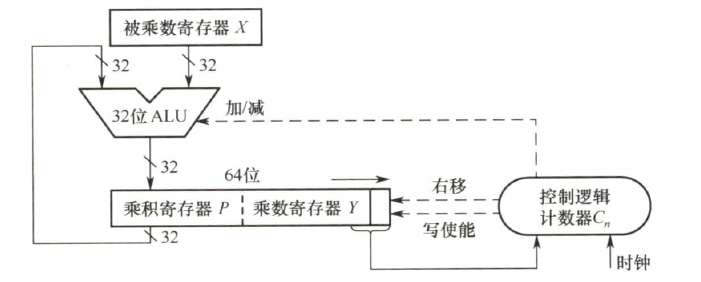 被乘数寄存器 X
32
32
32位 ALU
加/减
32
64位
乘积寄存器 P
乘数寄存器 Y
右移
写使能
控制逻辑
计数器Cn
32
时钟